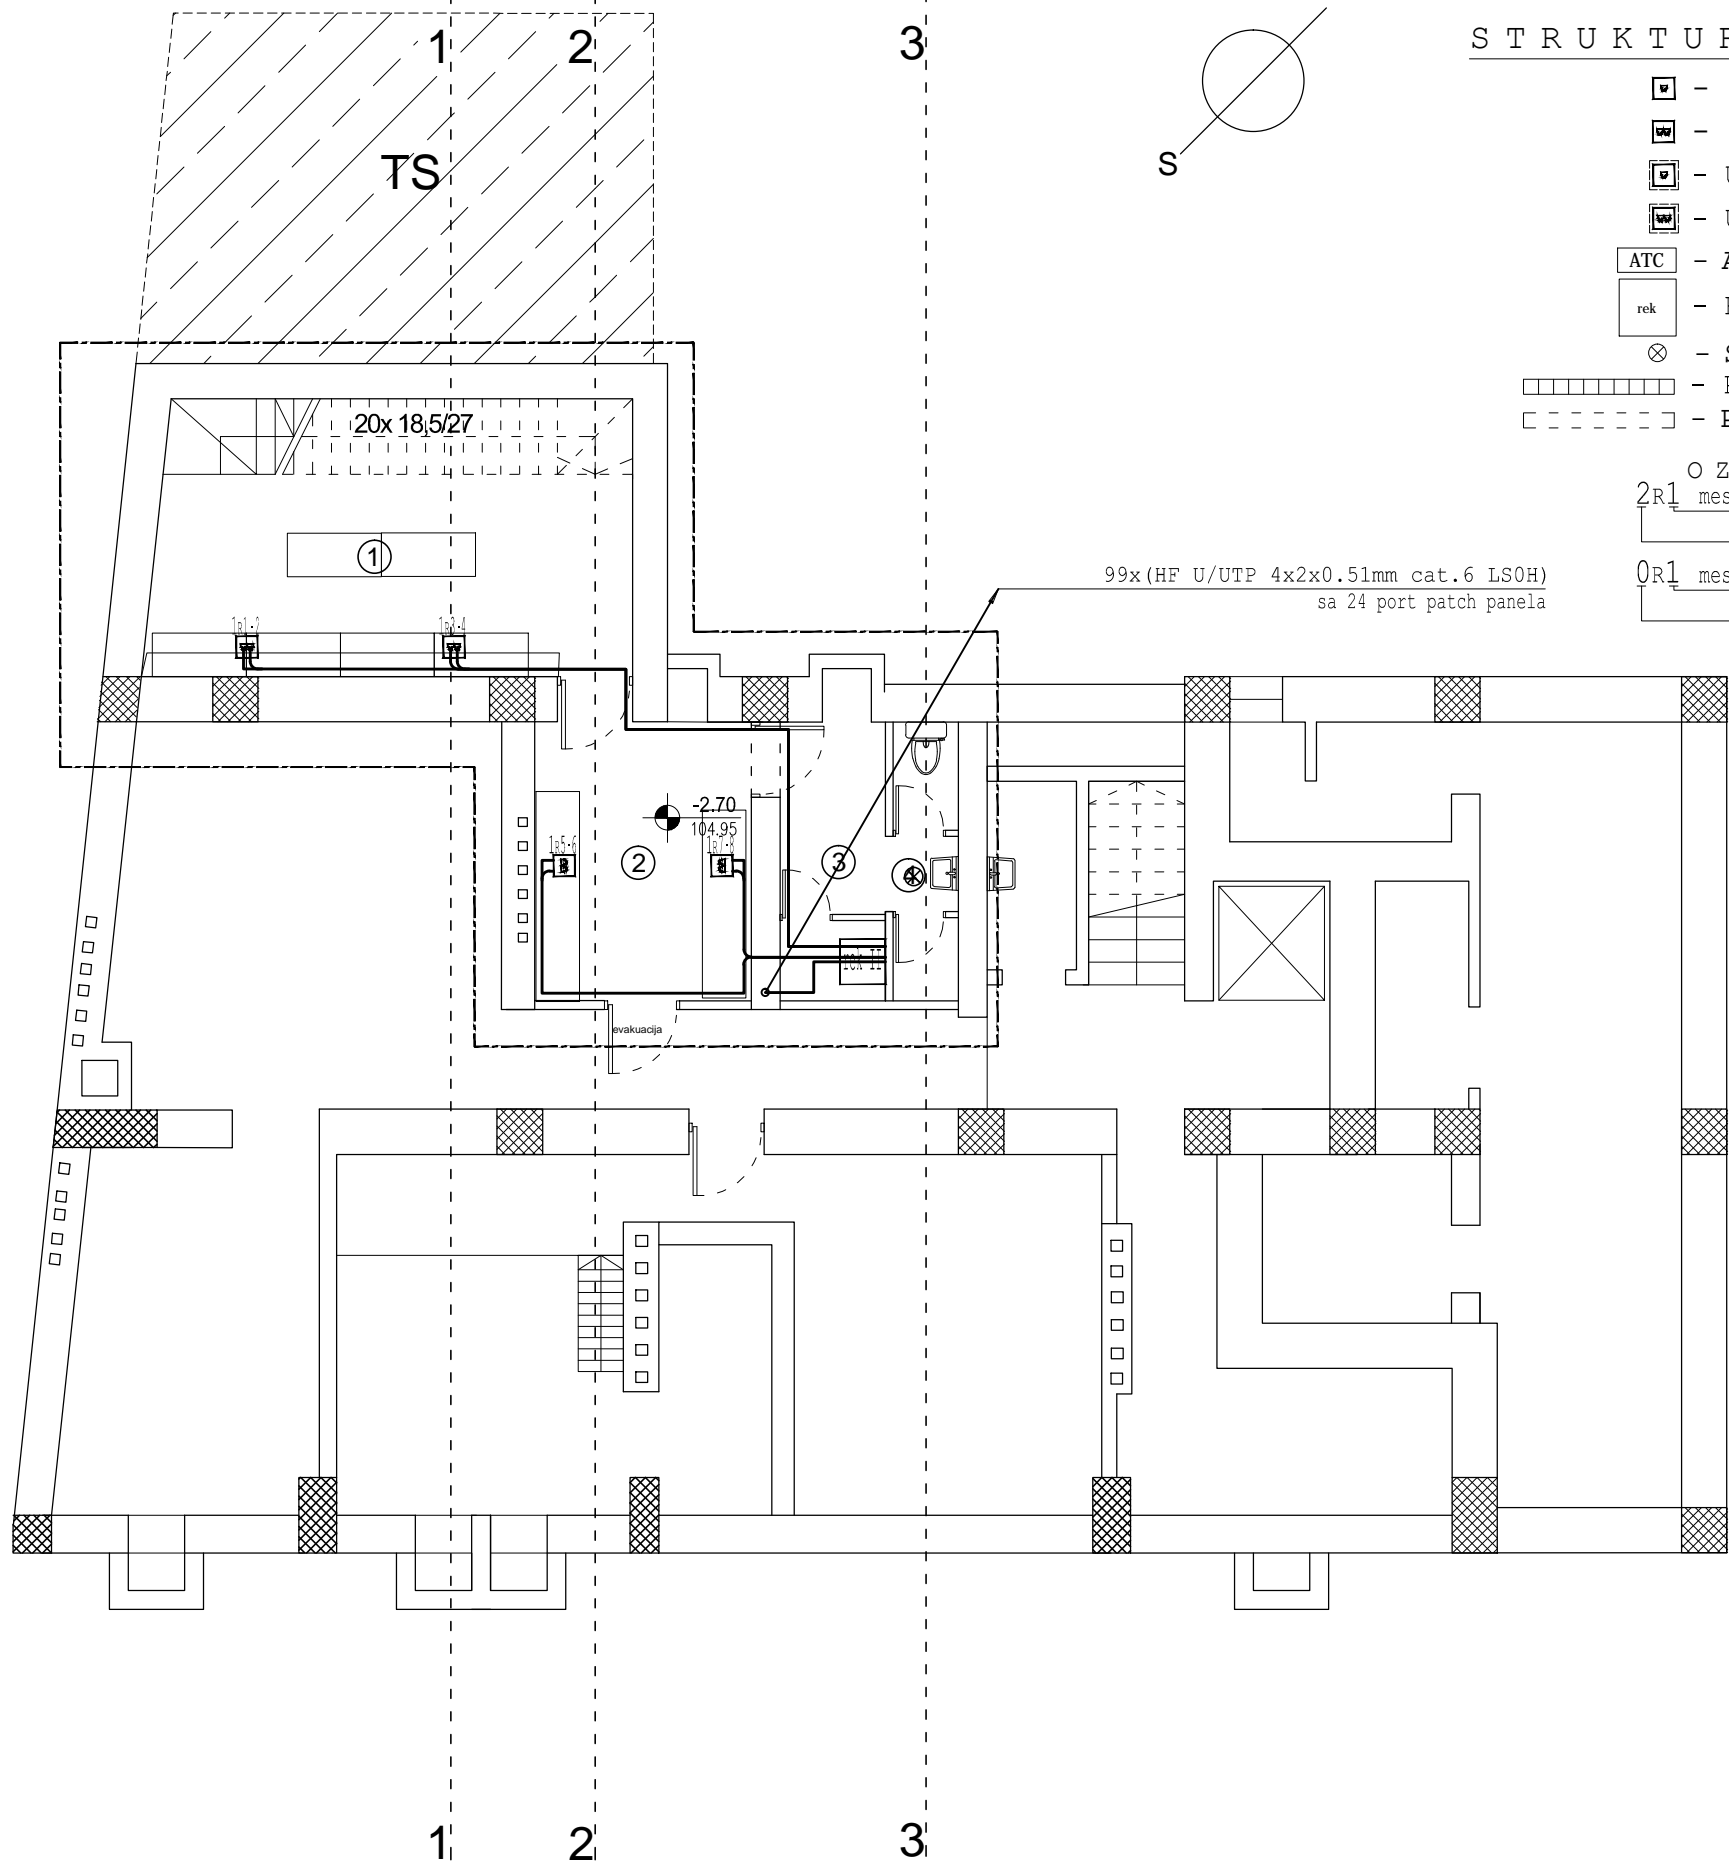 1
2
3
S T R U K T U R
TS
S
–
–
– U
– U
ATC –
rek –
– S
–
–
20x 18,5/27
O Z
2R1 mes
0R1 mes
1
99x(HF U/UTP 4x2x0.51mm cat.6 LS0H)
sa 24 port patch panela
1R1-2
1R3-4
-2.70
104.95
1R5-6
1R7-8
2
3
rek II
evakuacija
1
2
3